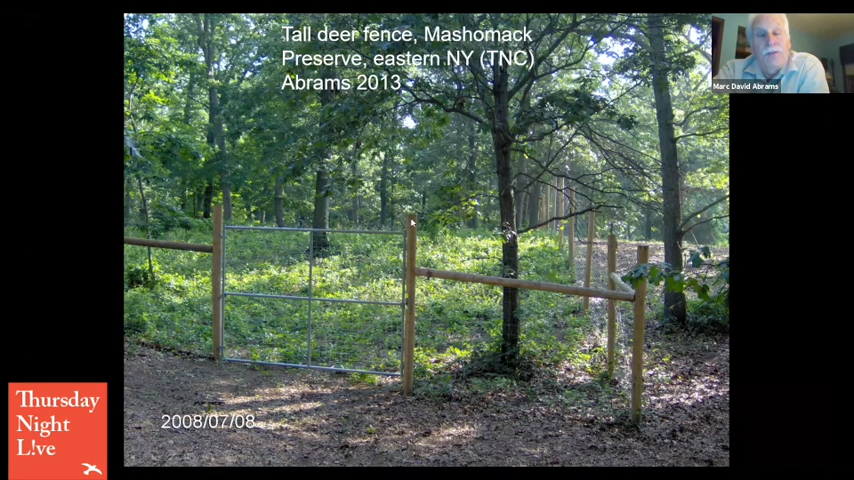 Tall deer fence, Mashomack
Preserve, eastern NY (TNC)
Abrams 2013
Marc David Abrams
2008/07/08
Thursday
Night
L!ve